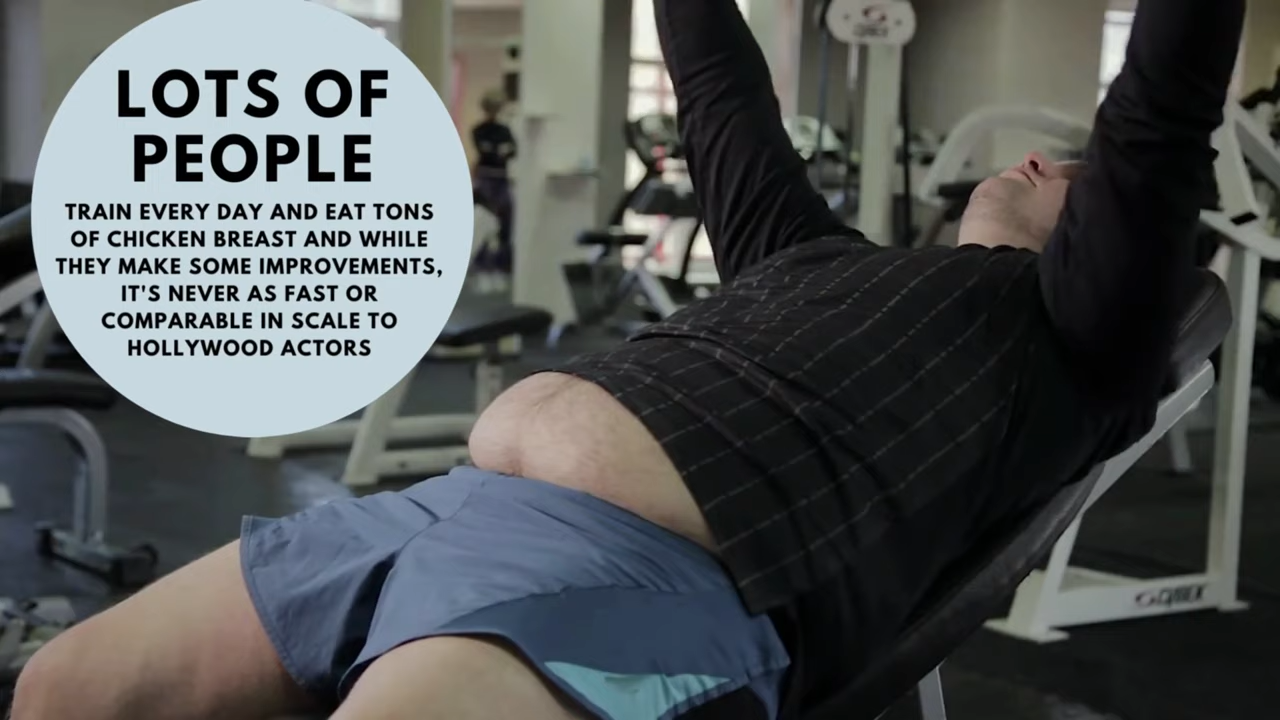 LOTS OF
PEOPLE
TRAIN EVERY DAY AND EAT TONS
OF CHICKEN BREAST AND WHILE
THEY MAKE SOME IMPROVEMENTS,
IT'S NEVER AS FAST OR
COMPARABLE IN SCALE TO
HOLLYWOOD ACTORS